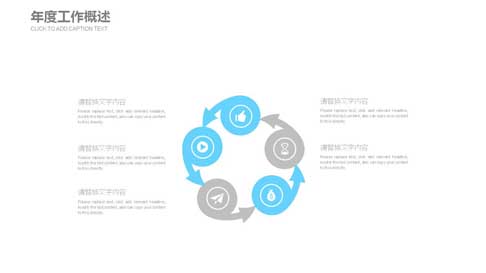 年度工作概述
CLICK TO ADD CAPTION TEXT
请替换文字内容
Please replace text, click add relevant headline,
modify the text content, also can copy your content
to this directly.
请替换文字内容
Please replace text, click add relevant headline,
modify the text content, also can copy your content
to this directly.
请替换文字内容
Please replace text, click add relevant headline,
modify the text content, also can copy your content
to this directly.
请替换文字内容
Please replace text, click add relevant headline,
modify the text content, also can copy your content
to this directly.
请替换文字内容
Please replace text, click add relevant headline,
modify the text content, also can copy your content
to this directly.